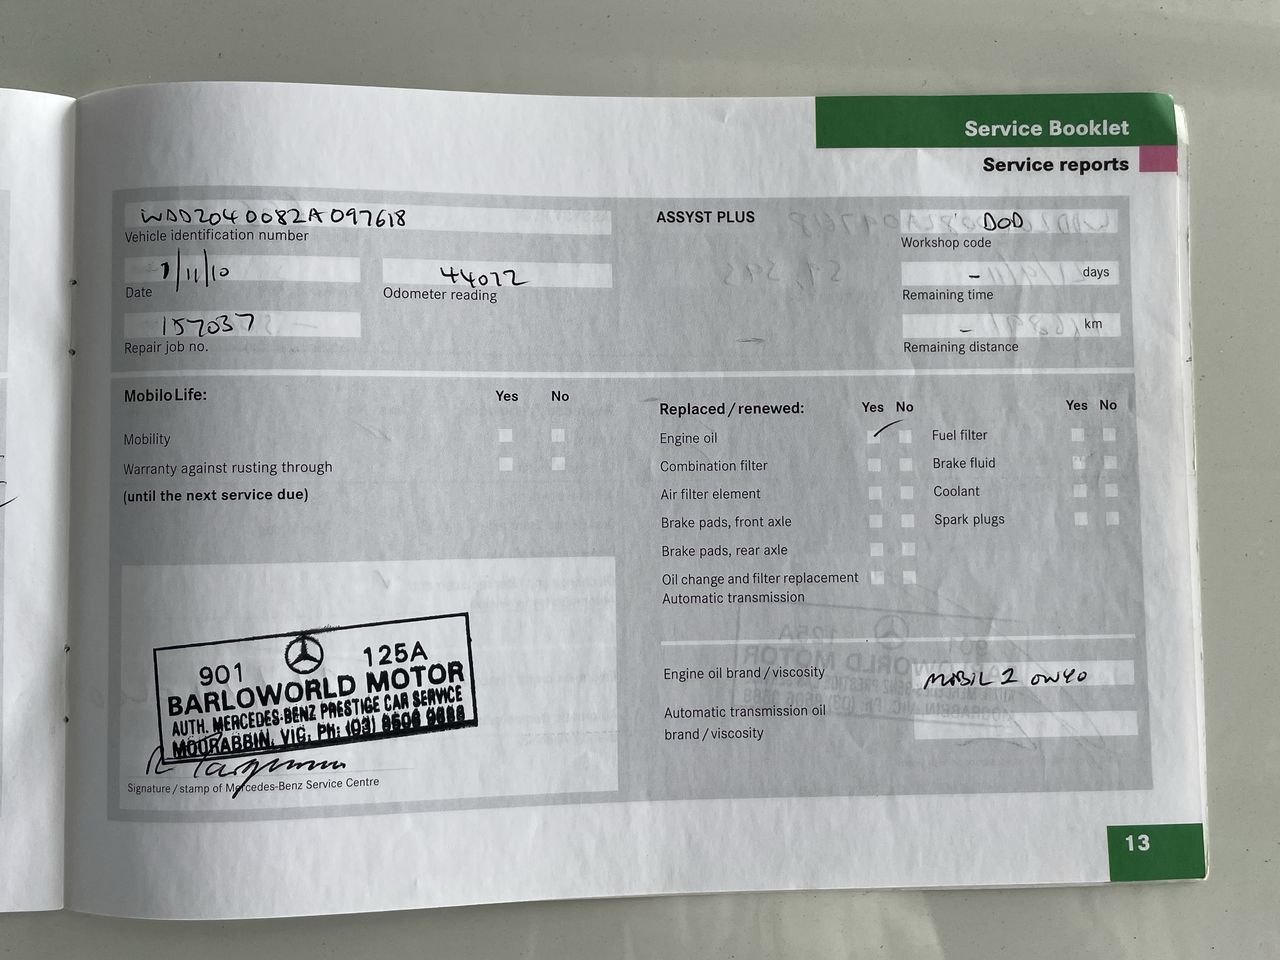 Service Booklet
Service reports
WDD2040082A097618
Vehicle identification number
1/11/10
Date
44072
Odometer reading
157037
Repair job no.
ASSYST PLUS
DOD
Workshop code
- days
Remaining time
- km
Remaining distance
MobiloLife: Yes No
Mobility
Warranty against rusting through
(until the next service due)
Replaced/renewed: Yes No Yes No
Engine oil Fuel filter
Combination filter Brake fluid
Air filter element Coolant
Brake pads, front axle Spark plugs
Brake pads, rear axle
Oil change and filter replacement
Automatic transmission
901 125A
BARLOWORLD MOTOR
AUTH. MERCEDES-BENZ PRESTIGE CAR SERVICE
MOORABBIN, VIC, Ph: (03)
Signature/stamp of Mercedes-Benz Service Centre
Engine oil brand/viscosity MOBIL 1 0W40
Automatic transmission oil
brand/viscosity
13